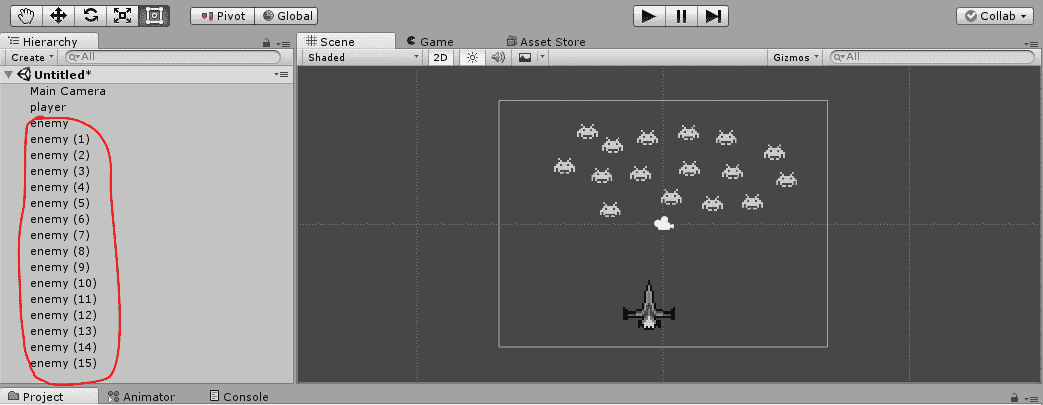 Pivot Global Collab
Hierarchy Scene Game Asset Store
Create All Shaded 2D Gizmos All
Untitled*
Main Camera
player
enemy
enemy (1)
enemy (2)
enemy (3)
enemy (4)
enemy (5)
enemy (6)
enemy (7)
enemy (8)
enemy (9)
enemy (10)
enemy (11)
enemy (12)
enemy (13)
enemy (14)
enemy (15)
Project Animator Console